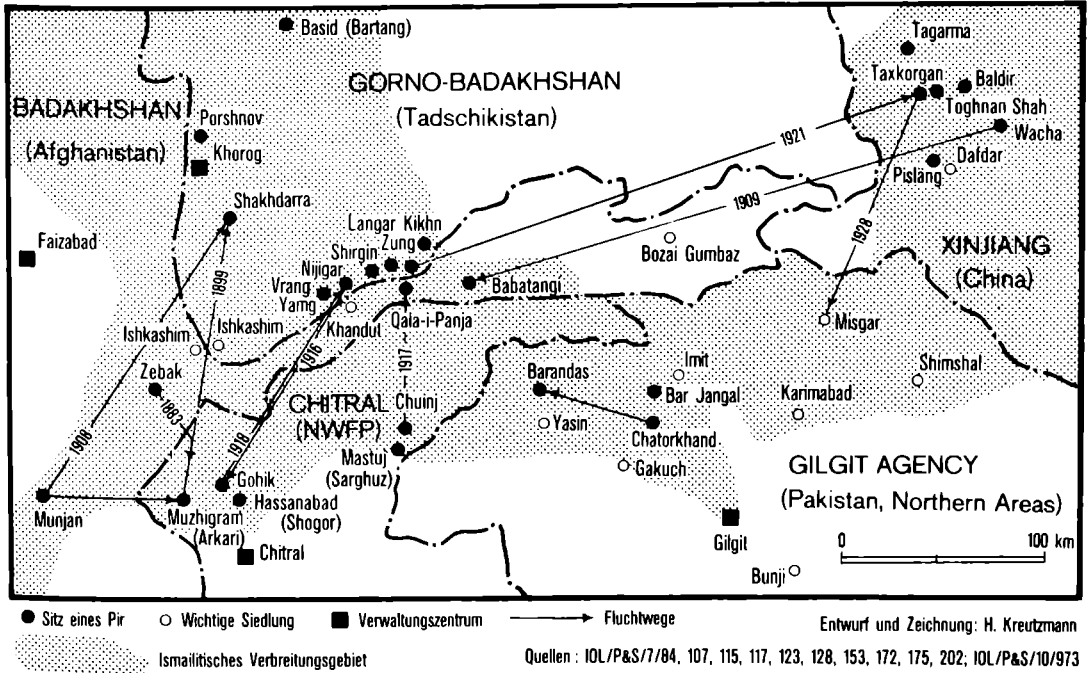 Basid (Bartang)
Tagarma
Taxkorgan
Baldir
Toghnan Shah
Wacha
GORNO-BADAKHSHAN
(Tadschikistan)
BADAKHSHAN
(Afghanistan)
Porshnov
Khorog
Dafdar
Pisläng
1921
1909
1928
Shakhdarra
Faizabad
1899
Langar Kikhn
Zung
Shirgin
Nijigar
Vrang
Yamg
Bozai Gumbaz
XINJIANG
(China)
Babatangi
Khandut
Qala-i-Panja
Misgar
Ishkashim
Ishkashim
1916
1917
Zebak
1883
1908
Imit
Shimshal
Barandas
Bar Jangal
Karimabad
CHITRAL
(NWFP)
Chuinj
Yasin
Chatorkhand
1918
Mastuj
(Sarghuz)
Gakuch
GILGIT AGENCY
(Pakistan, Northern Areas)
Gohik
Munjan
Muzhigram
(Arkari)
Hassanabad
(Shogor)
Chitral
Gilgit
0 100 km
Bunji
Sitz eines Pir
Wichtige Siedlung
Verwaltungszentrum
Fluchtwege
Entwurf und Zeichnung: H. Kreutzmann
Ismailitisches Verbreitungsgebiet
Quellen : IOL/P&S/7/84, 107, 115, 117, 123, 128, 153, 172, 175, 202; IOL/P&S/10/973